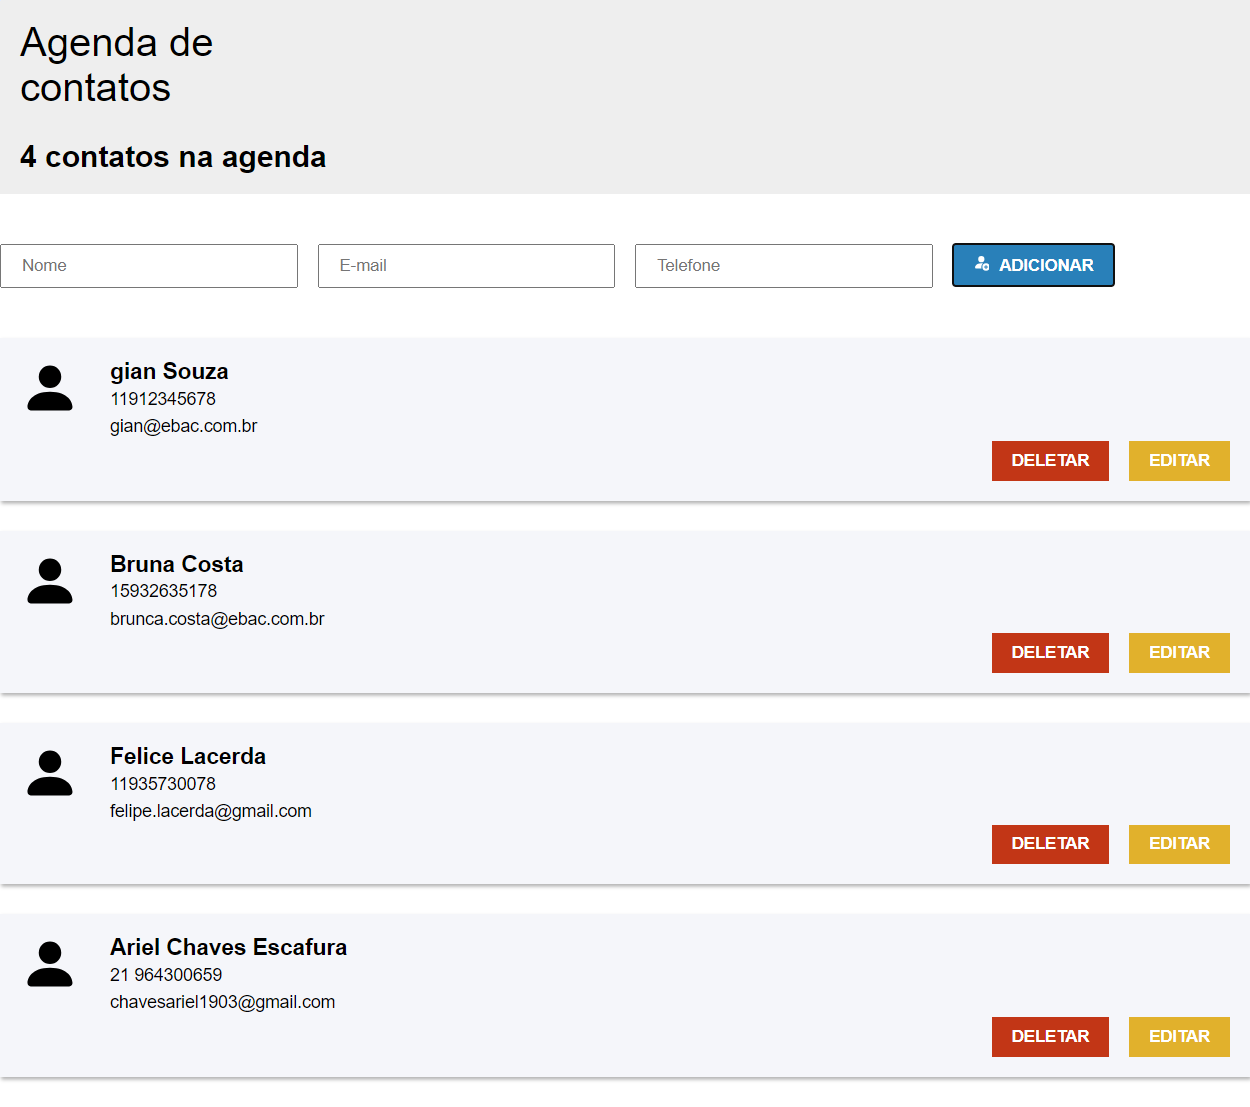 Agenda de
contatos
4 contatos na agenda
Nome E-mail Telefone ADICIONAR
gian Souza
11912345678
gian@ebac.com.br
DELETAR EDITAR
Bruna Costa
15932635178
brunca.costa@ebac.com.br
DELETAR EDITAR
Felice Lacerda
11935730078
felipe.lacerda@gmail.com
DELETAR EDITAR
Ariel Chaves Escafura
21 964300659
chavesariel1903@gmail.com
DELETAR EDITAR